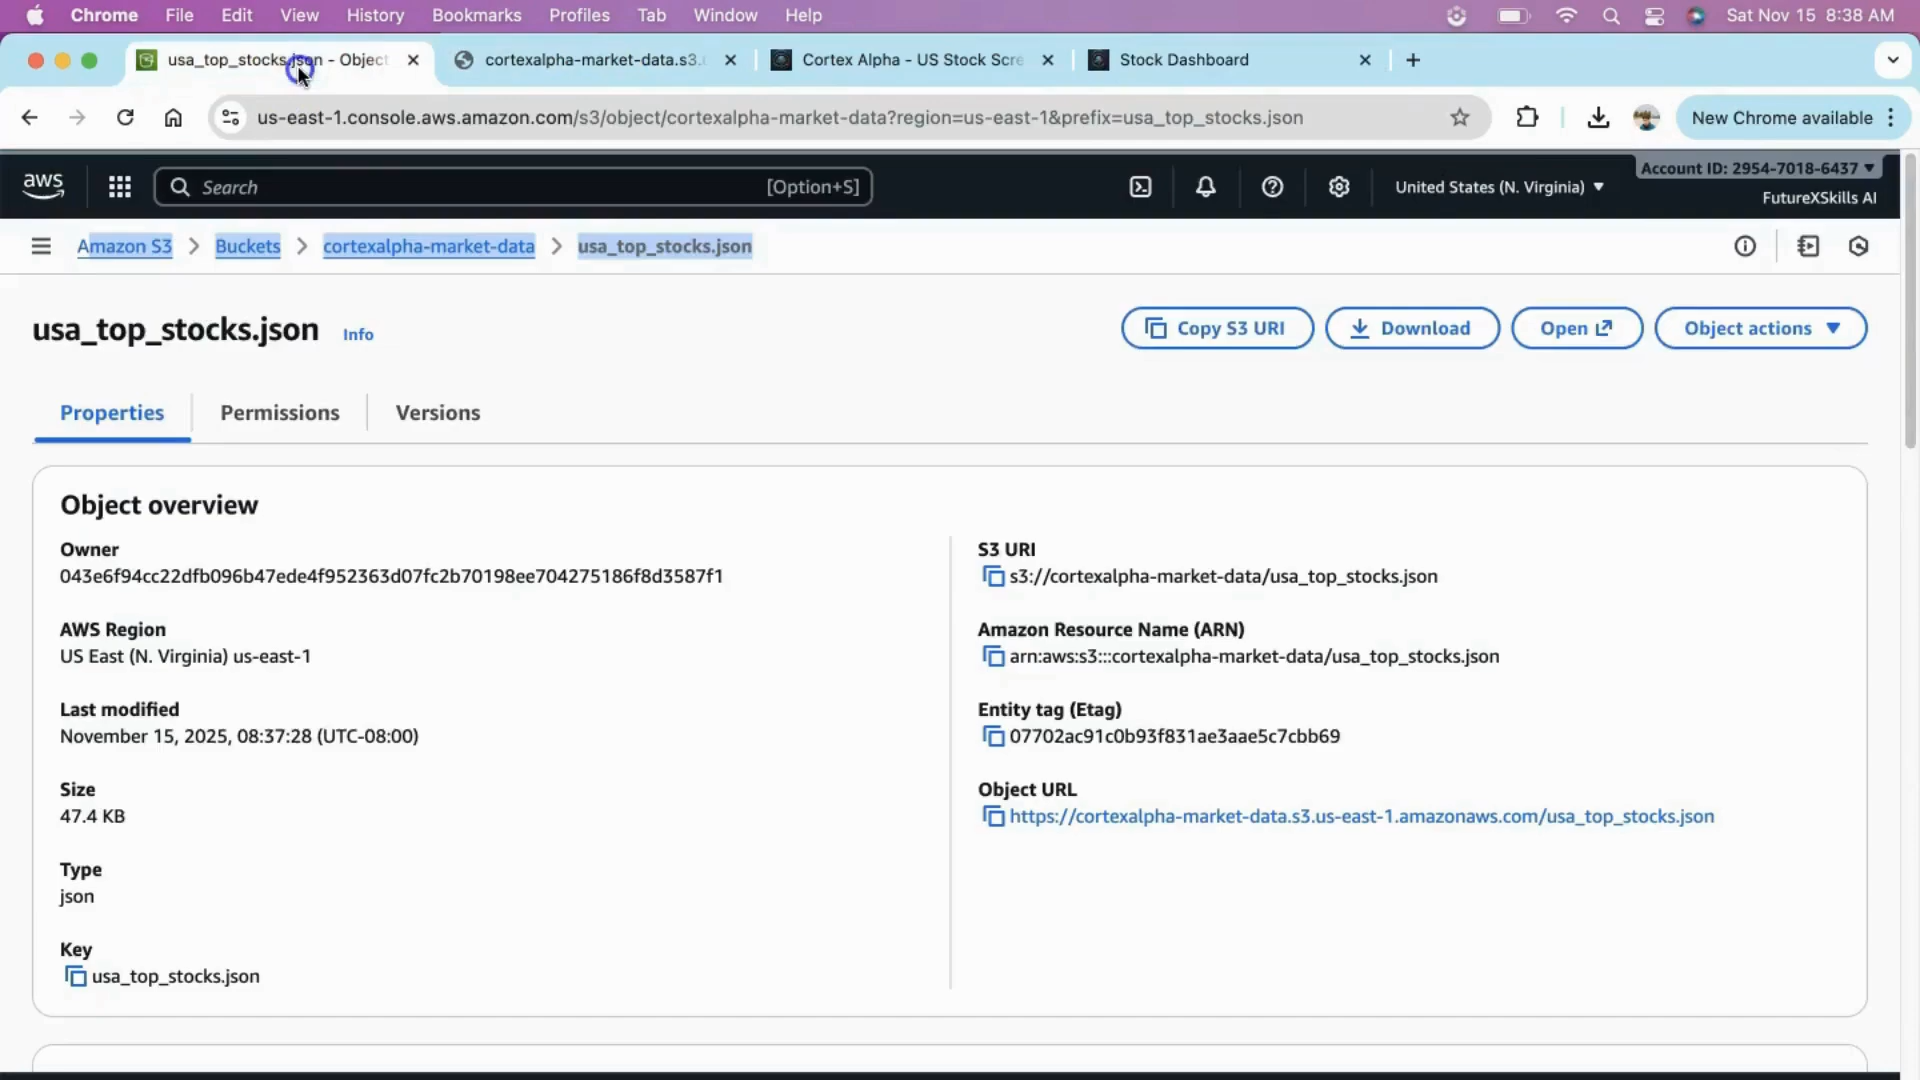 Chrome File Edit View History Bookmarks Profiles Tab Window Help Sat Nov 15 8:38 AM
usa_top_stocks.json - Object cortexalpha-market-data.s3. Cortex Alpha - US Stock Scre Stock Dashboard
us-east-1.console.aws.amazon.com/s3/object/cortexalpha-market-data?region=us-east-1&prefix=usa_top_stocks.json New Chrome available
aws Search [Option+S] United States (N. Virginia) Account ID: 2954-7018-6437
FutureXSkills AI
Amazon S3 Buckets cortexalpha-market-data usa_top_stocks.json
usa_top_stocks.json Info Copy S3 URI Download Open Object actions
Properties Permissions Versions
Object overview
Owner
043e6f94cc22dfb096b47ede4f952363d07fc2b70198ee704275186f8d3587f1
AWS Region
US East (N. Virginia) us-east-1
Last modified
November 15, 2025, 08:37:28 (UTC-08:00)
Size
47.4 KB
Type
json
Key
usa_top_stocks.json
S3 URI
s3://cortexalpha-market-data/usa_top_stocks.json
Amazon Resource Name (ARN)
arn:aws:s3:::cortexalpha-market-data/usa_top_stocks.json
Entity tag (Etag)
07702ac91c0b93f831ae3aae5c7cbb69
Object URL
https://cortexalpha-market-data.s3.us-east-1.amazonaws.com/usa_top_stocks.json